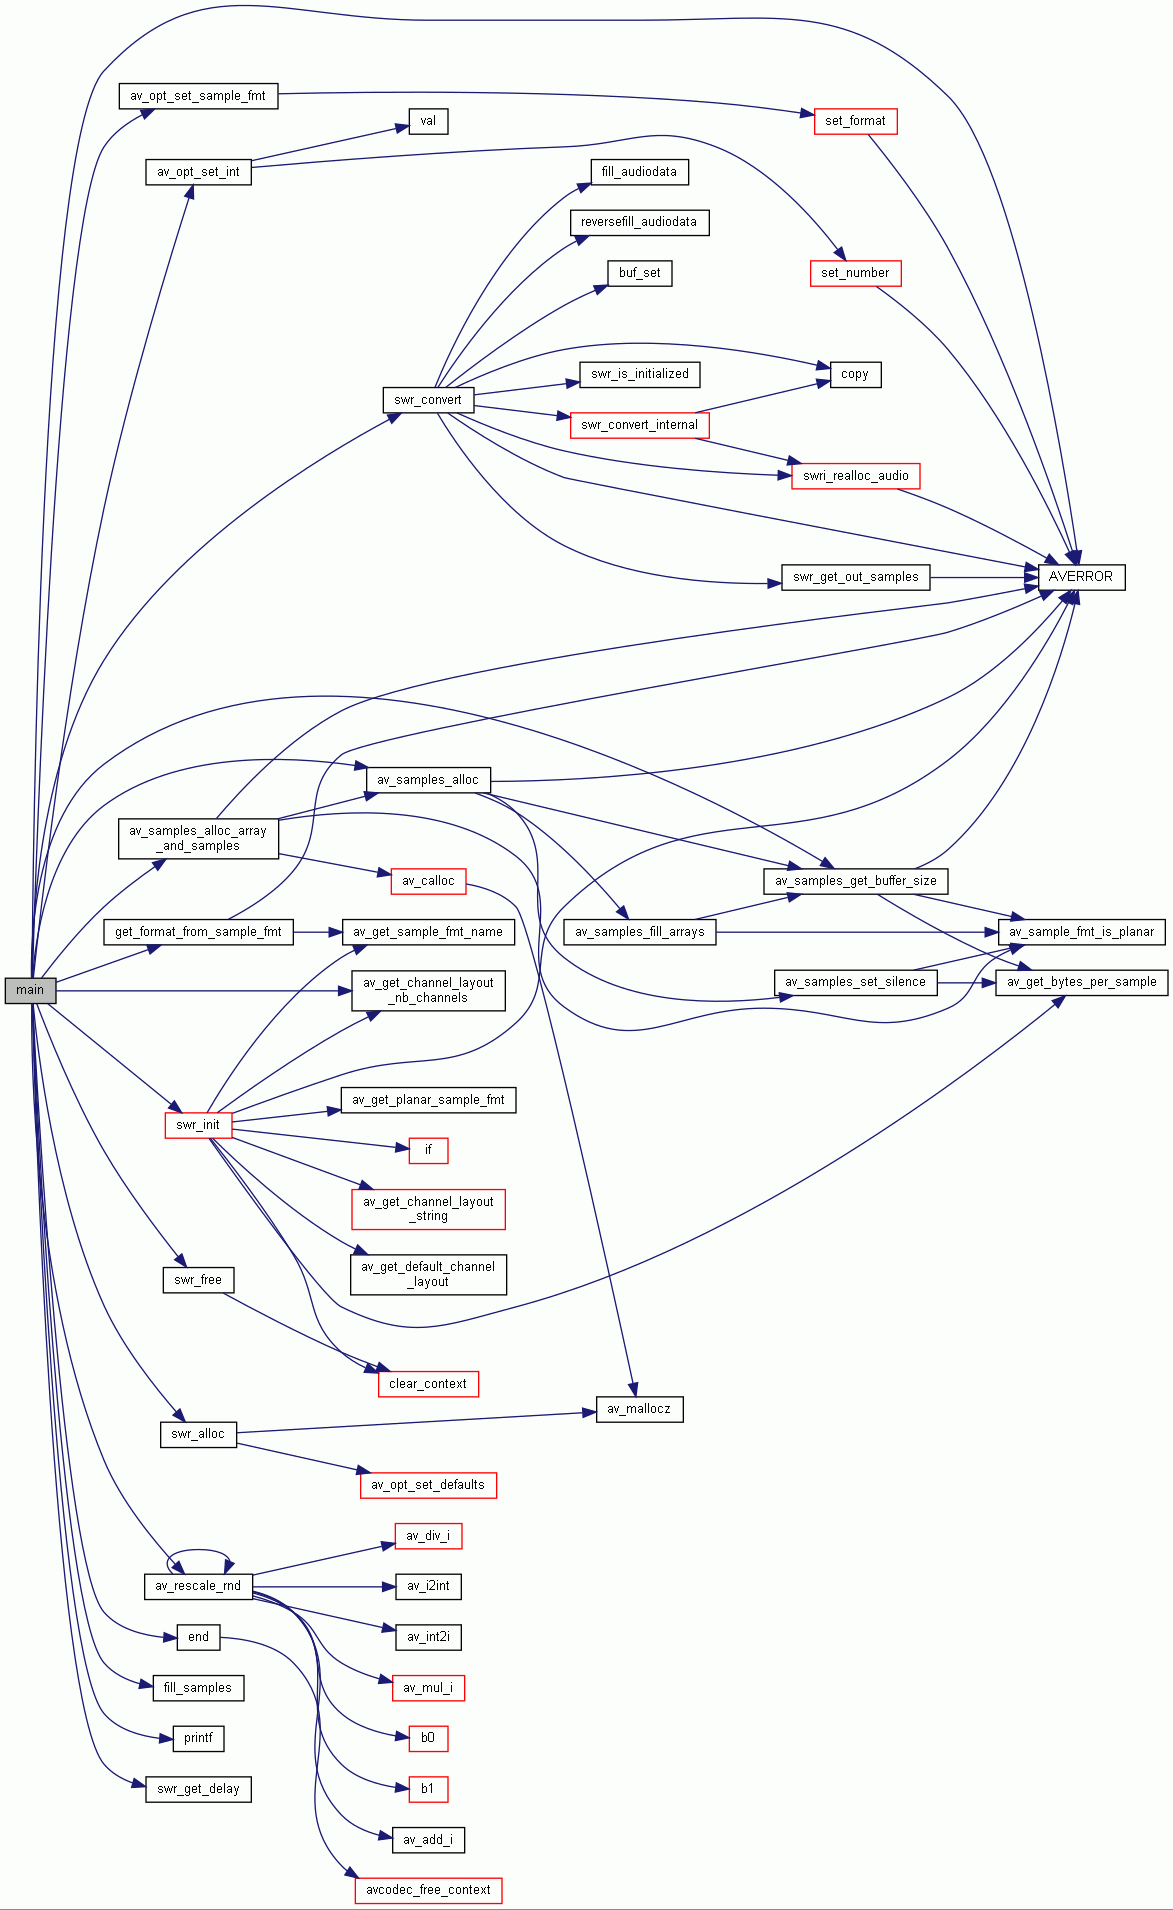 av_opt_set_sample_fmt
val
set_format
av_opt_set_int
fill_audiodata
reversefill_audiodata
buf_set
set_number
swr_is_initialized
copy
swr_convert
swr_convert_internal
swri_realloc_audio
swr_get_out_samples
AVERROR
av_samples_alloc
av_samples_alloc_array
_and_samples
av_calloc
av_samples_get_buffer_size
get_format_from_sample_fmt
av_get_sample_fmt_name
av_samples_fill_arrays
av_sample_fmt_is_planar
main
av_get_channel_layout
_nb_channels
av_samples_set_silence
av_get_bytes_per_sample
av_get_planar_sample_fmt
swr_init
if
av_get_channel_layout
_string
swr_free
av_get_default_channel
_layout
clear_context
av_mallocz
swr_alloc
av_opt_set_defaults
av_div_i
av_rescale_rnd
av_i2int
end
av_int2i
fill_samples
av_mul_i
printf
b0
swr_get_delay
b1
av_add_i
avcodec_free_context